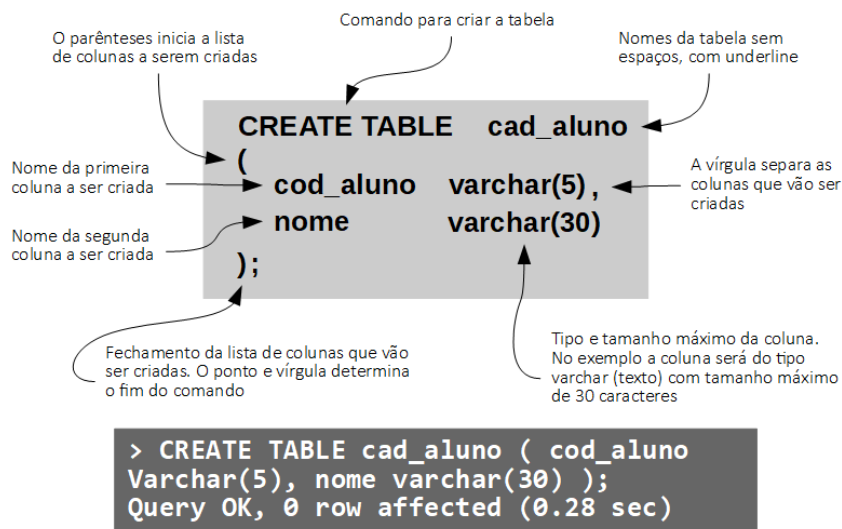 Comando para criar a tabela
O parênteses inicia a lista
de colunas a serem criadas
Nomes da tabela sem
espaços, com underline
CREATE TABLE cad_aluno
(
Nome da primeira
coluna a ser criada
cod_aluno varchar(5),
A vírgula separa as
colunas que vão ser
criadas
Nome da segunda
coluna a ser criada
nome varchar(30)
);
Fechamento da lista de colunas que vão
ser criadas. O ponto e vírgula determina
o fim do comando
Tipo e tamanho máximo da coluna.
No exemplo a coluna será do tipo
varchar (texto) com tamanho máximo
de 30 caracteres
> CREATE TABLE cad_aluno ( cod_aluno
Varchar(5), nome varchar(30) );
Query OK, 0 row affected (0.28 sec)